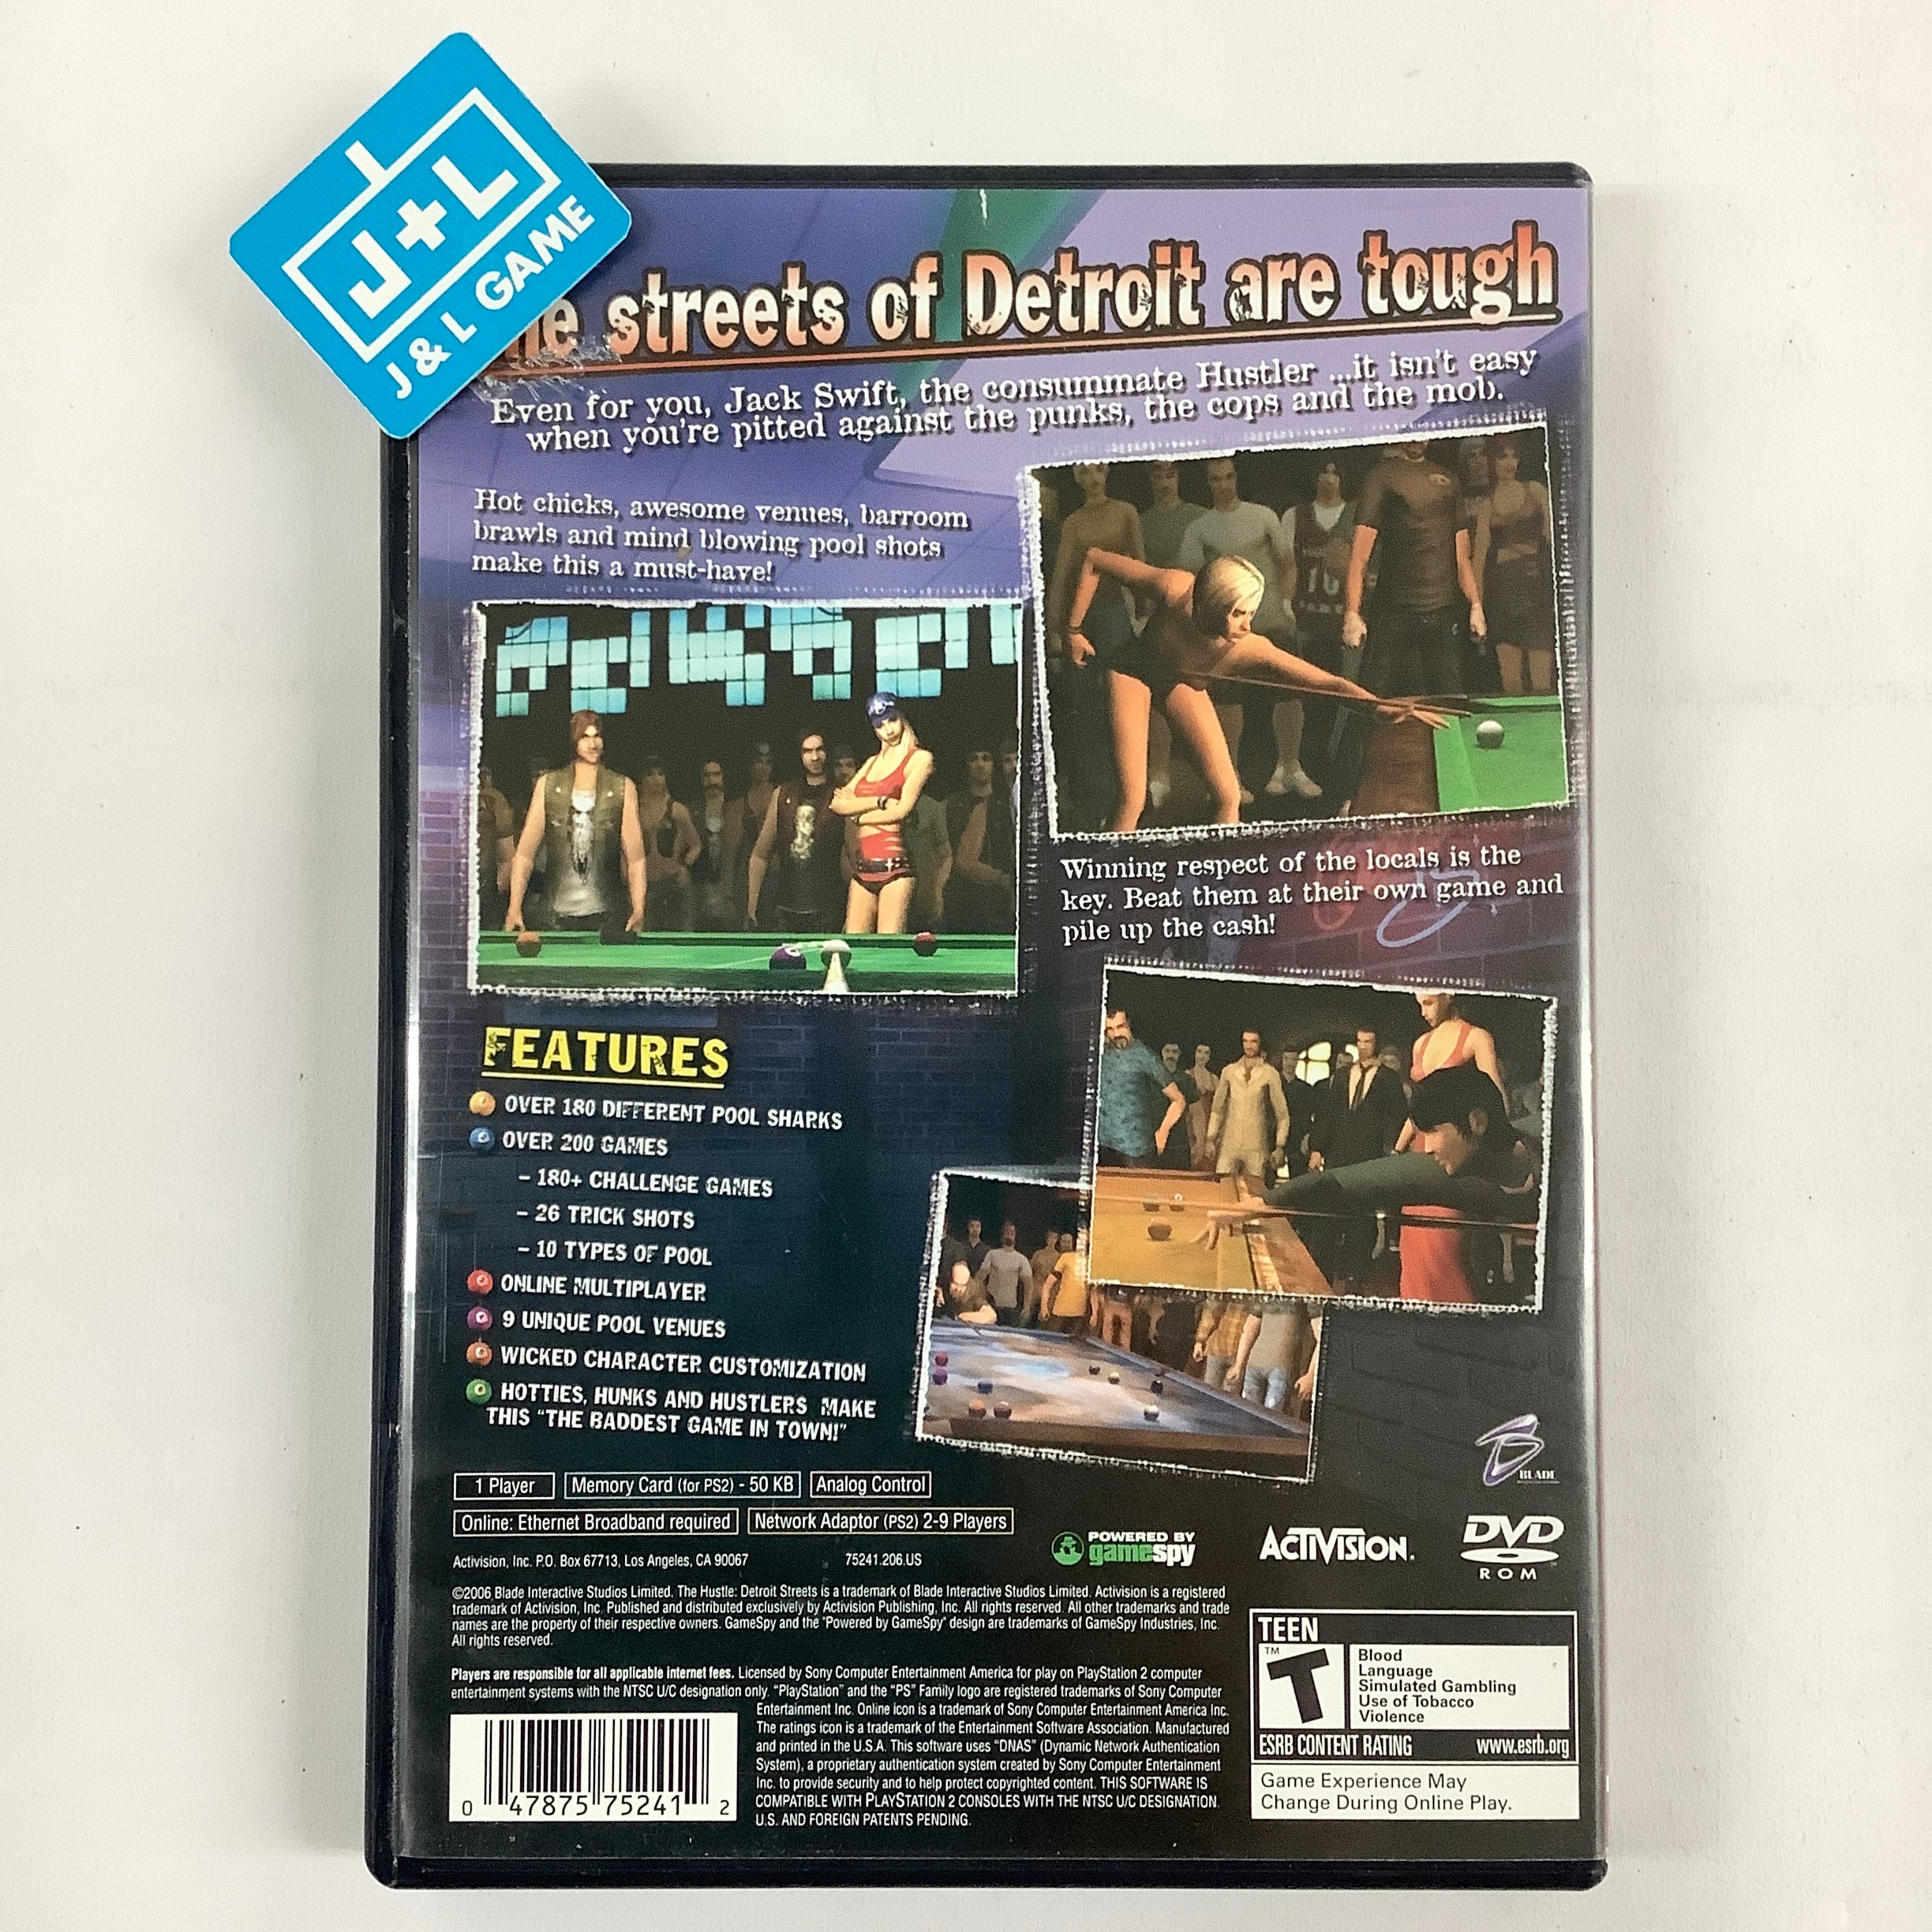 J+L
J & L GAME
streets of Detroit are tough
Even for you, Jack Swift, the consummate Hustler ...it isn't easy
when you're pitted against the punks, the cops and the mob.
Hot chicks, awesome venues, barroom
brawls and mind blowing pool shots
make this a must-have!
Winning respect of the locals is the
key. Beat them at their own game and
pile up the cash!
FEATURES
OVER 180 DIFFERENT POOL SHARKS
OVER 200 GAMES
- 180+ CHALLENGE GAMES
- 26 TRICK SHOTS
- 10 TYPES OF POOL
ONLINE MULTIPLAYER
9 UNIQUE POOL VENUES
WICKED CHARACTER CUSTOMIZATION
HOTTIES, HUNKS AND HUSTLERS MAKE
THIS "THE BADDEST GAME IN TOWN!"
BLADE
1 Player
Memory Card (for PS2) - 50 KB
Analog Control
Online: Ethernet Broadband required
Network Adaptor (PS2) 2-9 Players
POWERED BY
gamespy
ACTIVISION.
DVD
ROM
Activision, Inc. P.O. Box 67713, Los Angeles, CA 90067
75241.206.US
©2006 Blade Interactive Studios Limited. The Hustle: Detroit Streets is a trademark of Blade Interactive Studios Limited. Activision is a registered
trademark of Activision, Inc. Published and distributed exclusively by Activision Publishing, Inc. All rights reserved. All other trademarks and trade
names are the property of their respective owners. GameSpy and the "Powered by GameSpy" design are trademarks of GameSpy Industries, Inc.
All rights reserved.
Players are responsible for all applicable internet fees. Licensed by Sony Computer Entertainment America for play on PlayStation 2 computer
entertainment systems with the NTSC U/C designation only. "PlayStation" and the "PS" Family logo are registered trademarks of Sony Computer
Entertainment Inc. Online icon is a trademark of Sony Computer Entertainment America Inc.
The ratings icon is a trademark of the Entertainment Software Association. Manufactured
and printed in the U.S.A. This software uses "DNAS" (Dynamic Network Authentication
System), a proprietary authentication system created by Sony Computer Entertainment
Inc. to provide security and to help protect copyrighted content. THIS SOFTWARE IS
COMPATIBLE WITH PLAYSTATION 2 CONSOLES WITH THE NTSC U/C DESIGNATION.
U.S. AND FOREIGN PATENTS PENDING.
0 47875 75241 2
TEEN
T
TM
Blood
Language
Simulated Gambling
Use of Tobacco
Violence
ESRB CONTENT RATING www.esrb.org
Game Experience May
Change During Online Play.